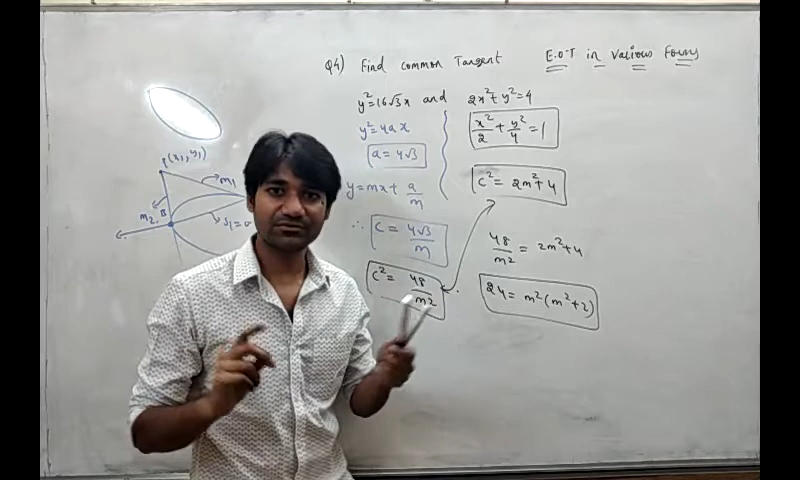 Q4) Find common Tangent
E.O.T in Various Forms
y²=16√3x and 2x²+y²=4
y²=4ax
x²/2 + y²/4 = 1
a = 4√3
P(x₁,y₁)
m₁
c² = 2m²+4
y=mx+ a/m
m₂
B
S₁=0
∴ c = 4√3/m
48/m² = 2m²+4
c² = 48/m²
24 = m²(m²+2)